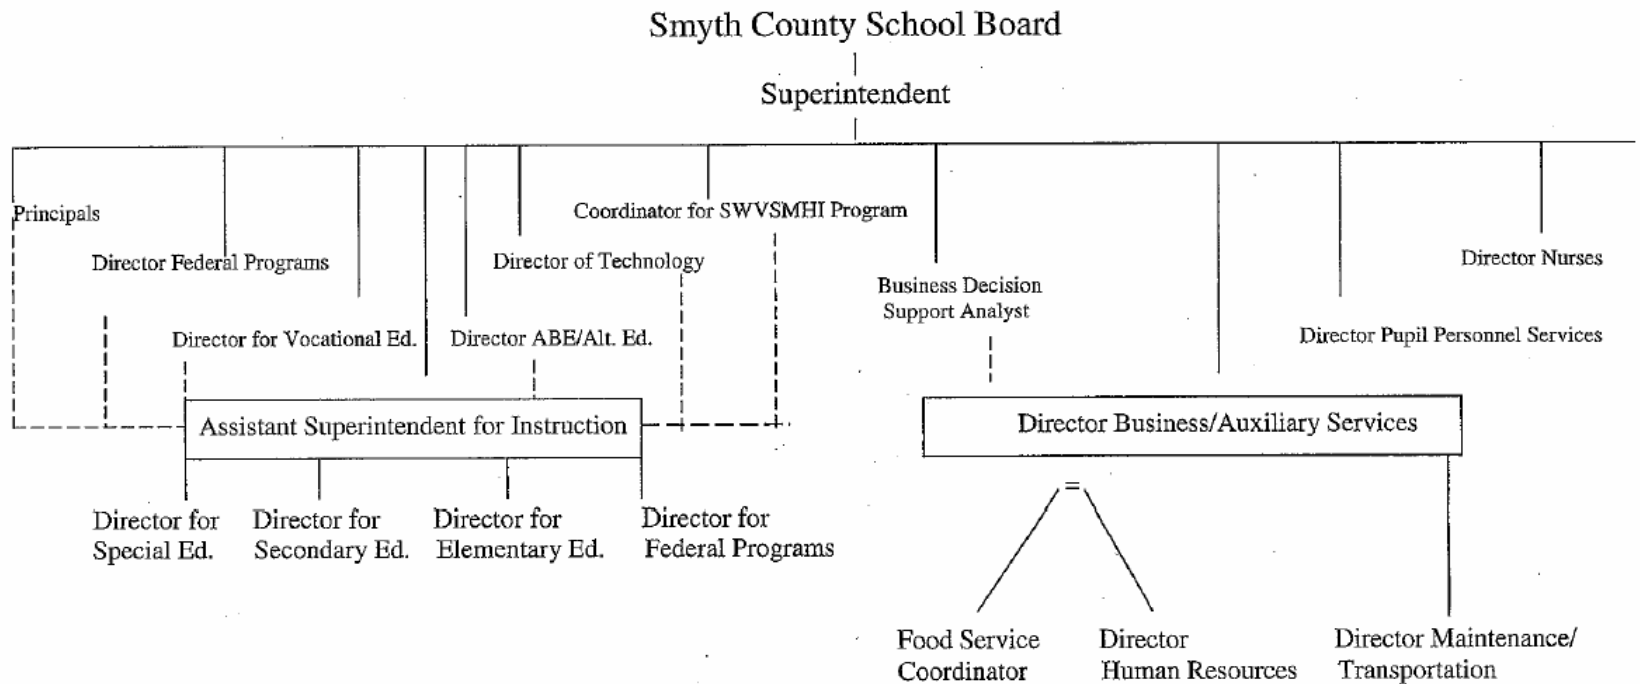 Smyth County School Board
Superintendent
Principals
Coordinator for SWVSMHI Program
Director Federal Programs
Director of Technology
Director Nurses
Business Decision
Support Analyst
Director for Vocational Ed.
Director ABE/Alt. Ed.
Director Pupil Personnel Services
Assistant Superintendent for Instruction
Director Business/Auxiliary Services
=
Director for
Special Ed.
Director for
Secondary Ed.
Director for
Elementary Ed.
Director for
Federal Programs
Food Service
Coordinator
Director
Human Resources
Director Maintenance/
Transportation